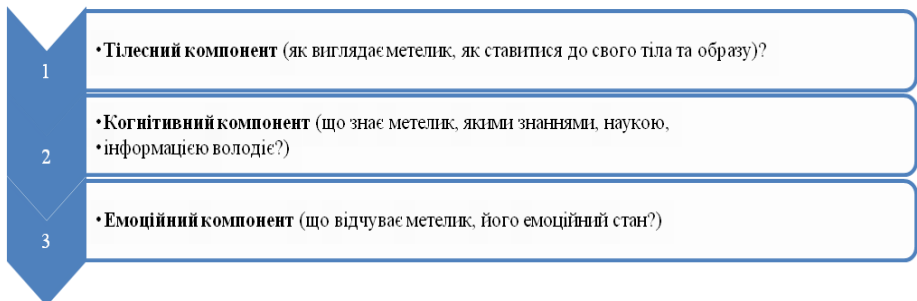 1
•Тілесний компонент (як виглядає метелик, як ставитися до свого тіла та образу)?
2
•Когнітивний компонент (що знає метелик, якими знаннями, наукою,
•інформацією володіє?)
3
•Емоційний компонент (що відчуває метелик, його емоційний стан?)